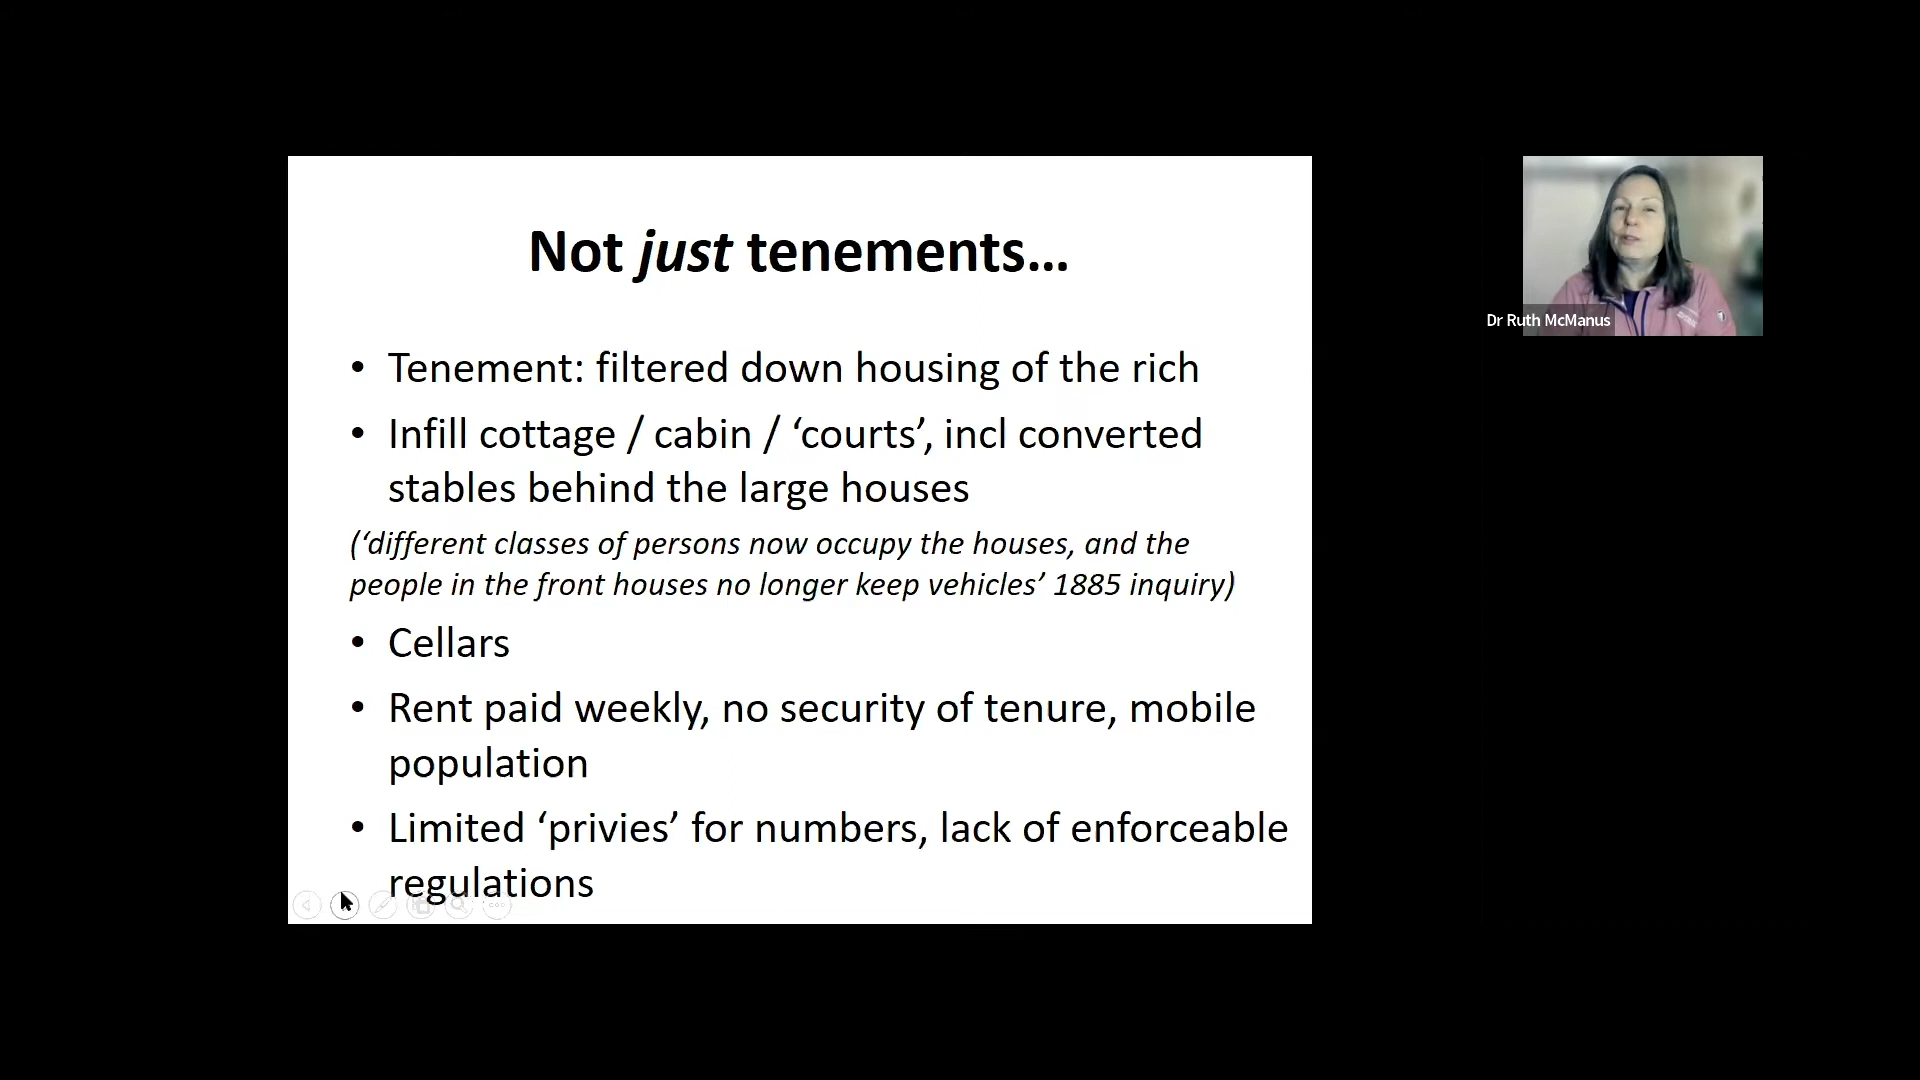 Not just tenements...
• Tenement: filtered down housing of the rich
• Infill cottage / cabin / ‘courts’, incl converted
stables behind the large houses
(‘different classes of persons now occupy the houses, and the
people in the front houses no longer keep vehicles’ 1885 inquiry)
• Cellars
• Rent paid weekly, no security of tenure, mobile
population
• Limited ‘privies’ for numbers, lack of enforceable
regulations
Dr Ruth McManus